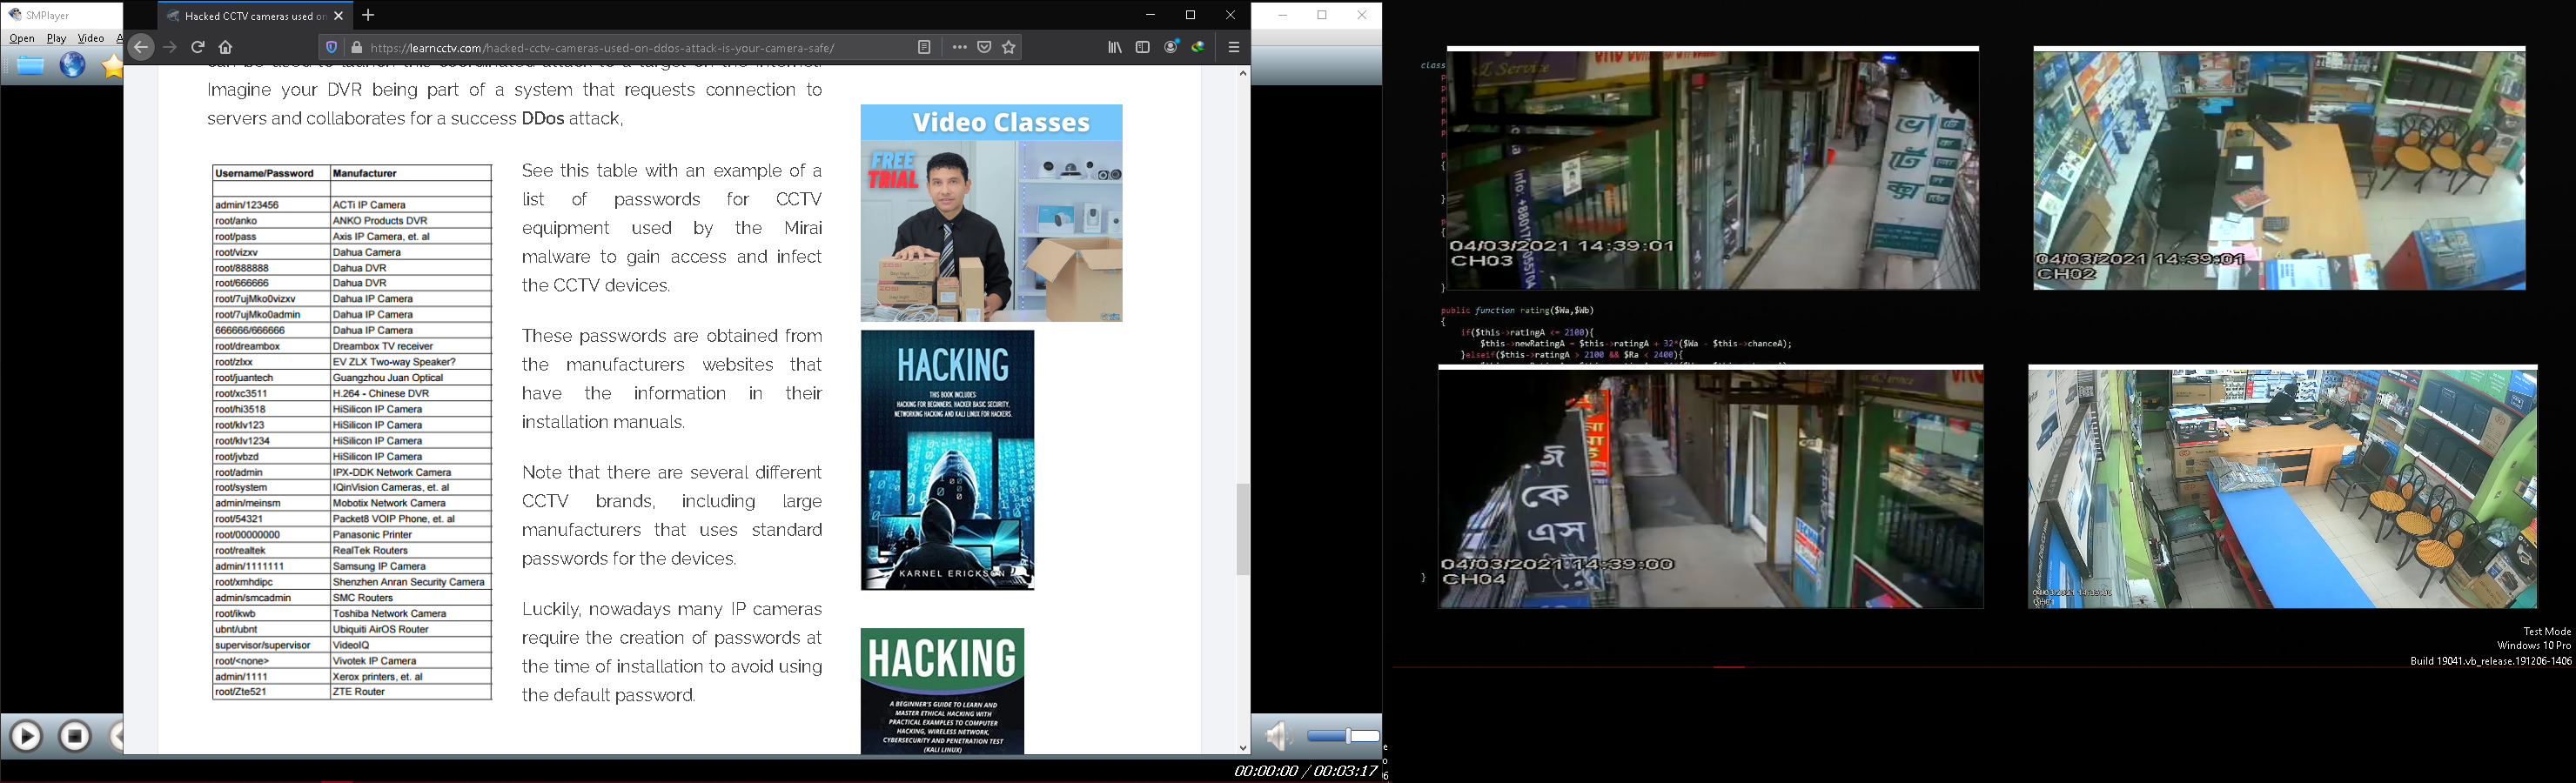 SMPlayer
Open Play Video A
Hacked CCTV cameras used on
https://learncctv.com/hacked-cctv-cameras-used-on-ddos-attack-is-your-camera-safe/
can be used to launch this coordinated attack to a target on the internet.
Imagine your DVR being part of a system that requests connection to
servers and collaborates for a success DDos attack,
Username/Password Manufacturer
admin/123456 ACTi IP Camera
root/anko ANKO Products DVR
root/pass Axis IP Camera, et. al
root/vizxv Dahua Camera
root/888888 Dahua DVR
root/666666 Dahua DVR
root/7ujMko0vizxv Dahua IP Camera
root/7ujMko0admin Dahua IP Camera
666666/666666 Dahua IP Camera
root/dreambox Dreambox TV receiver
root/zlxx EV ZLX Two-way Speaker?
root/juantech Guangzhou Juan Optical
root/xc3511 H.264 - Chinese DVR
root/hi3518 HiSilicon IP Camera
root/klv123 HiSilicon IP Camera
root/klv1234 HiSilicon IP Camera
root/jvbzd HiSilicon IP Camera
root/admin IPX-DDK Network Camera
root/system IQinVision Cameras, et. al
admin/meinsm Mobotix Network Camera
root/54321 Packet8 VOIP Phone, et. al
root/00000000 Panasonic Printer
root/realtek RealTek Routers
admin/1111111 Samsung IP Camera
root/xmhdipc Shenzhen Anran Security Camera
admin/smcadmin SMC Routers
root/ikwb Toshiba Network Camera
ubnt/ubnt Ubiquiti AirOS Router
supervisor/supervisor VideoIQ
root/<none> Vivotek IP Camera
admin/1111 Xerox printers, et. al
root/Zte521 ZTE Router
See this table with an example of a
list of passwords for CCTV
equipment used by the Mirai
malware to gain access and infect
the CCTV devices.
These passwords are obtained from
the manufacturers websites that
have the information in their
installation manuals.
Note that there are several different
CCTV brands, including large
manufacturers that uses standard
passwords for the devices.
Luckily, nowadays many IP cameras
require the creation of passwords at
the time of installation to avoid using
the default password.
Video Classes
FREE
TRIAL
HACKING
THIS BOOK INCLUDES:
HACKING FOR BEGINNERS, HACKER BASIC SECURITY,
NETWORKING HACKING AND KALI LINUX FOR HACKERS.
KARNEL ERICKSON
HACKING
A BEGINNER'S GUIDE TO LEARN AND
MASTER ETHICAL HACKING WITH
PRACTICAL EXAMPLES TO COMPUTER
HACKING, WIRELESS NETWORK,
CYBERSECURITY AND PENETRATION TEST
(KALI LINUX)
00:00:00 / 00:03:17
class
{
}
{
}
Service
04/03/2021 14:39:01
CH03
ভাে
04/03/2021 14:39:01
CH02
public function rating($Wa,$Wb)
{
if($this->ratingA <= 2100){
$this->newRatingA = $this->ratingA + 32*($Wa - $this->chanceA);
}elseif($this->ratingA > 2100 && $Ra < 2400){
জে
কে
এস
04/03/2021 14:39:00
CH04
}
Test Mode
Windows 10 Pro
Build 19041.vb_release.191206-1406